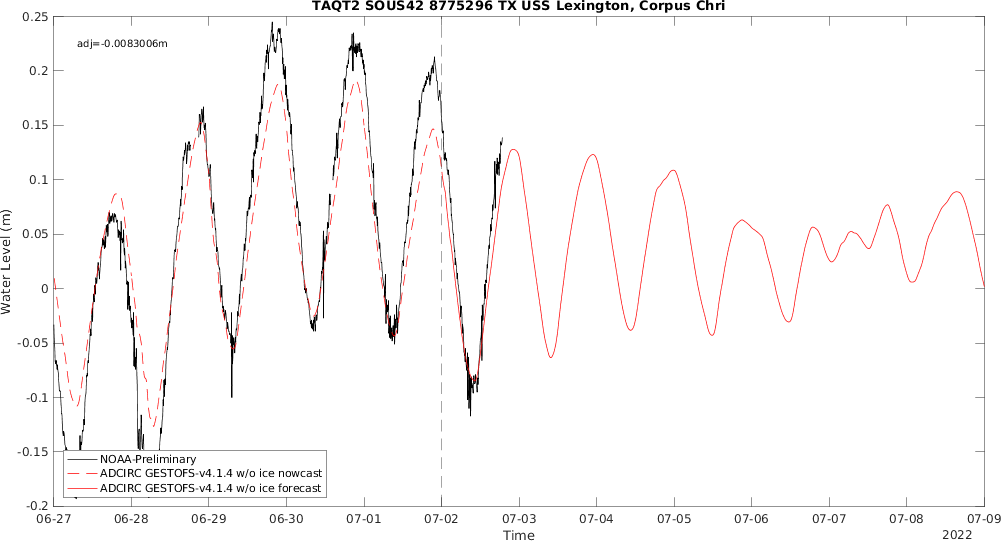 TAQT2 SOUS42 8775296 TX USS Lexington, Corpus Chri
adj=-0.0083006m
Water Level (m)
0.25
0.2
0.15
0.1
0.05
0
-0.05
-0.1
-0.15
-0.2
NOAA-Preliminary
ADCIRC GESTOFS-v4.1.4 w/o ice nowcast
ADCIRC GESTOFS-v4.1.4 w/o ice forecast
06-27 06-28 06-29 06-30 07-01 07-02 07-03 07-04 07-05 07-06 07-07 07-08 07-09
Time
2022